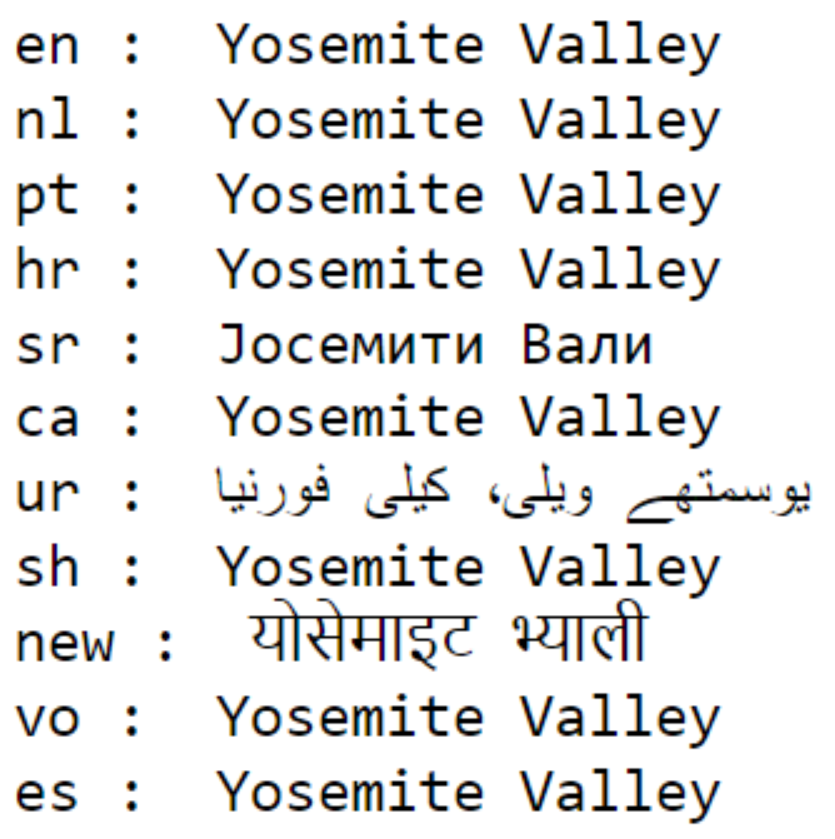 en :  Yosemite Valley
nl :  Yosemite Valley
pt :  Yosemite Valley
hr :  Yosemite Valley
sr :  Јосемити Вали
ca :  Yosemite Valley
ur :  یوسمتھے ویلی، کیلی فورنیا
sh :  Yosemite Valley
new :  योसेमाइट भ्याली
vo :  Yosemite Valley
es :  Yosemite Valley